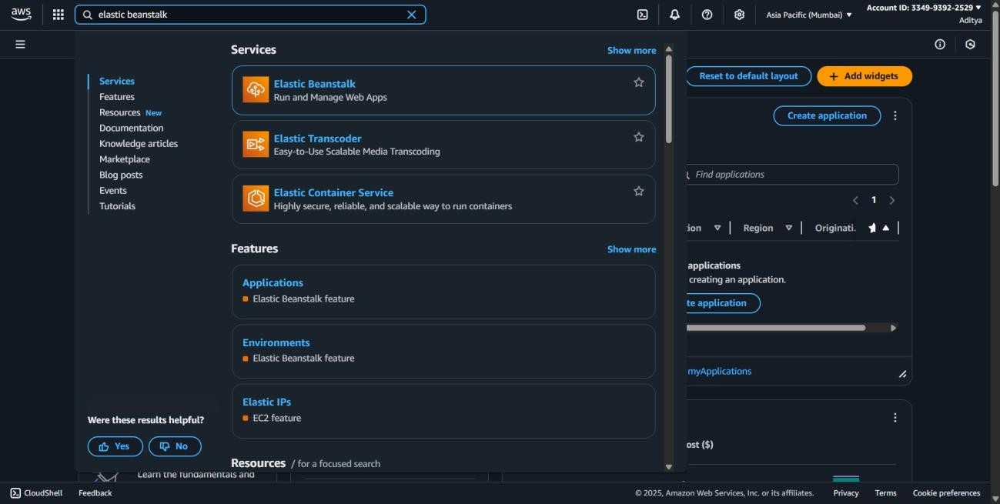 aws
elastic beanstalk
Asia Pacific (Mumbai) ▼
Account ID: 3349-9392-2529 ▼
Aditya
Services
Features
Resources New
Documentation
Knowledge articles
Marketplace
Blog posts
Events
Tutorials
Were these results helpful?
Yes
No
Services
Show more
Elastic Beanstalk
Run and Manage Web Apps
Elastic Transcoder
Easy-to-Use Scalable Media Transcoding
Elastic Container Service
Highly secure, reliable, and scalable way to run containers
Features
Show more
Applications
Elastic Beanstalk feature
Environments
Elastic Beanstalk feature
Elastic IPs
EC2 feature
Resources / for a focused search
Reset to default layout
+ Add widgets
Create application
Find applications
1
ion
Region
Originati.
applications
creating an application.
te application
myApplications
ost ($)
Learn the fundamentals and
CloudShell
Feedback
© 2025, Amazon Web Services, Inc. or its affiliates.
Privacy
Terms
Cookie preferences